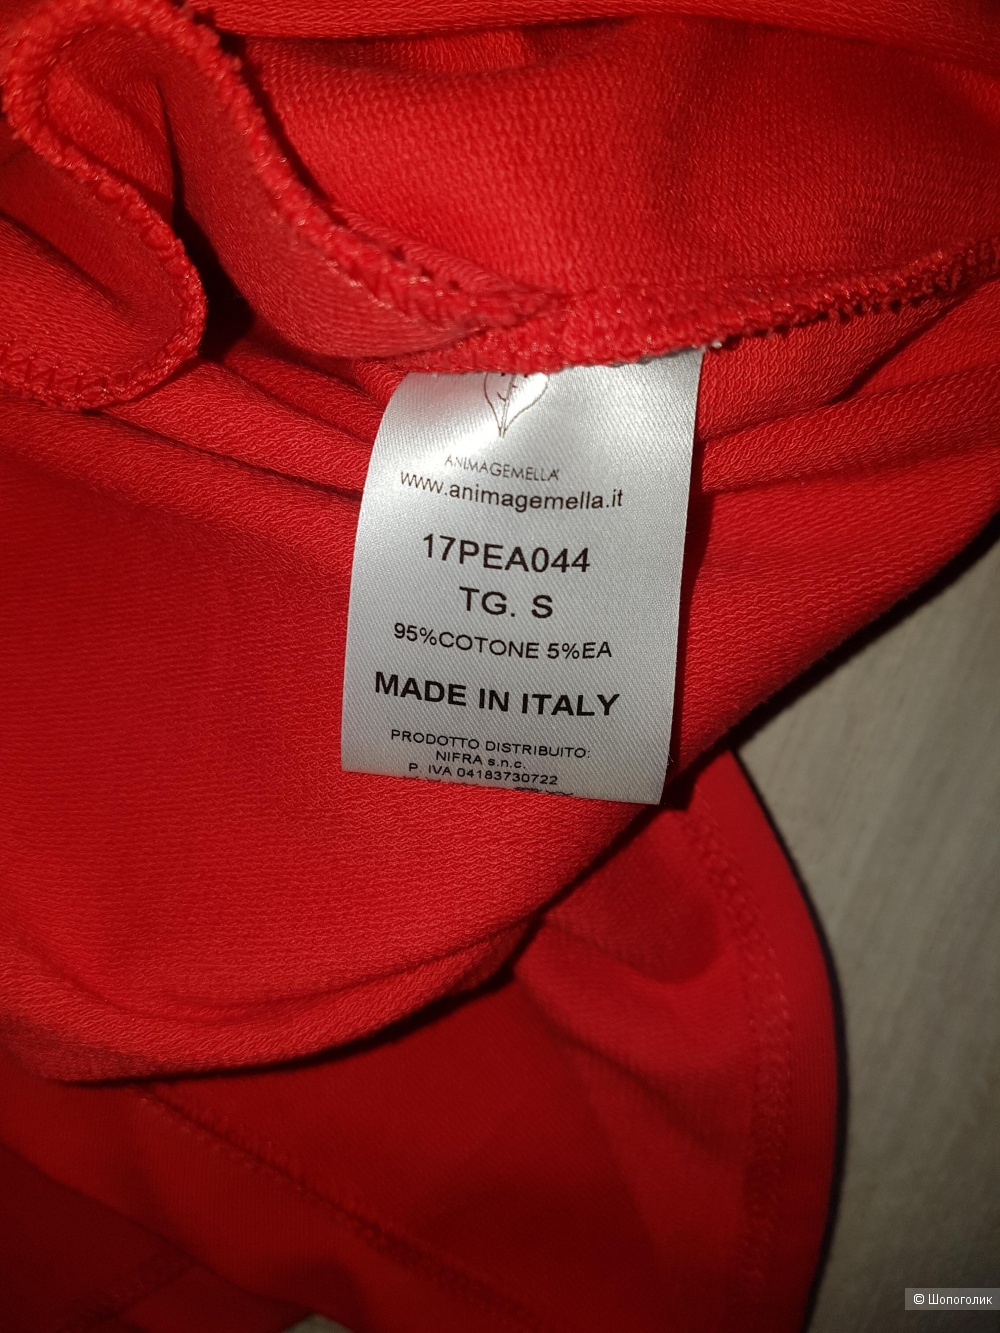 ANIMAGEMELLA
www.animagemella.it
17PEA044
TG. S
95%COTONE 5%EA
MADE IN ITALY
PRODOTTO DISTRIBUITO:
NIFRA s.n.c.
P. IVA 04183730722
© Шопоголик